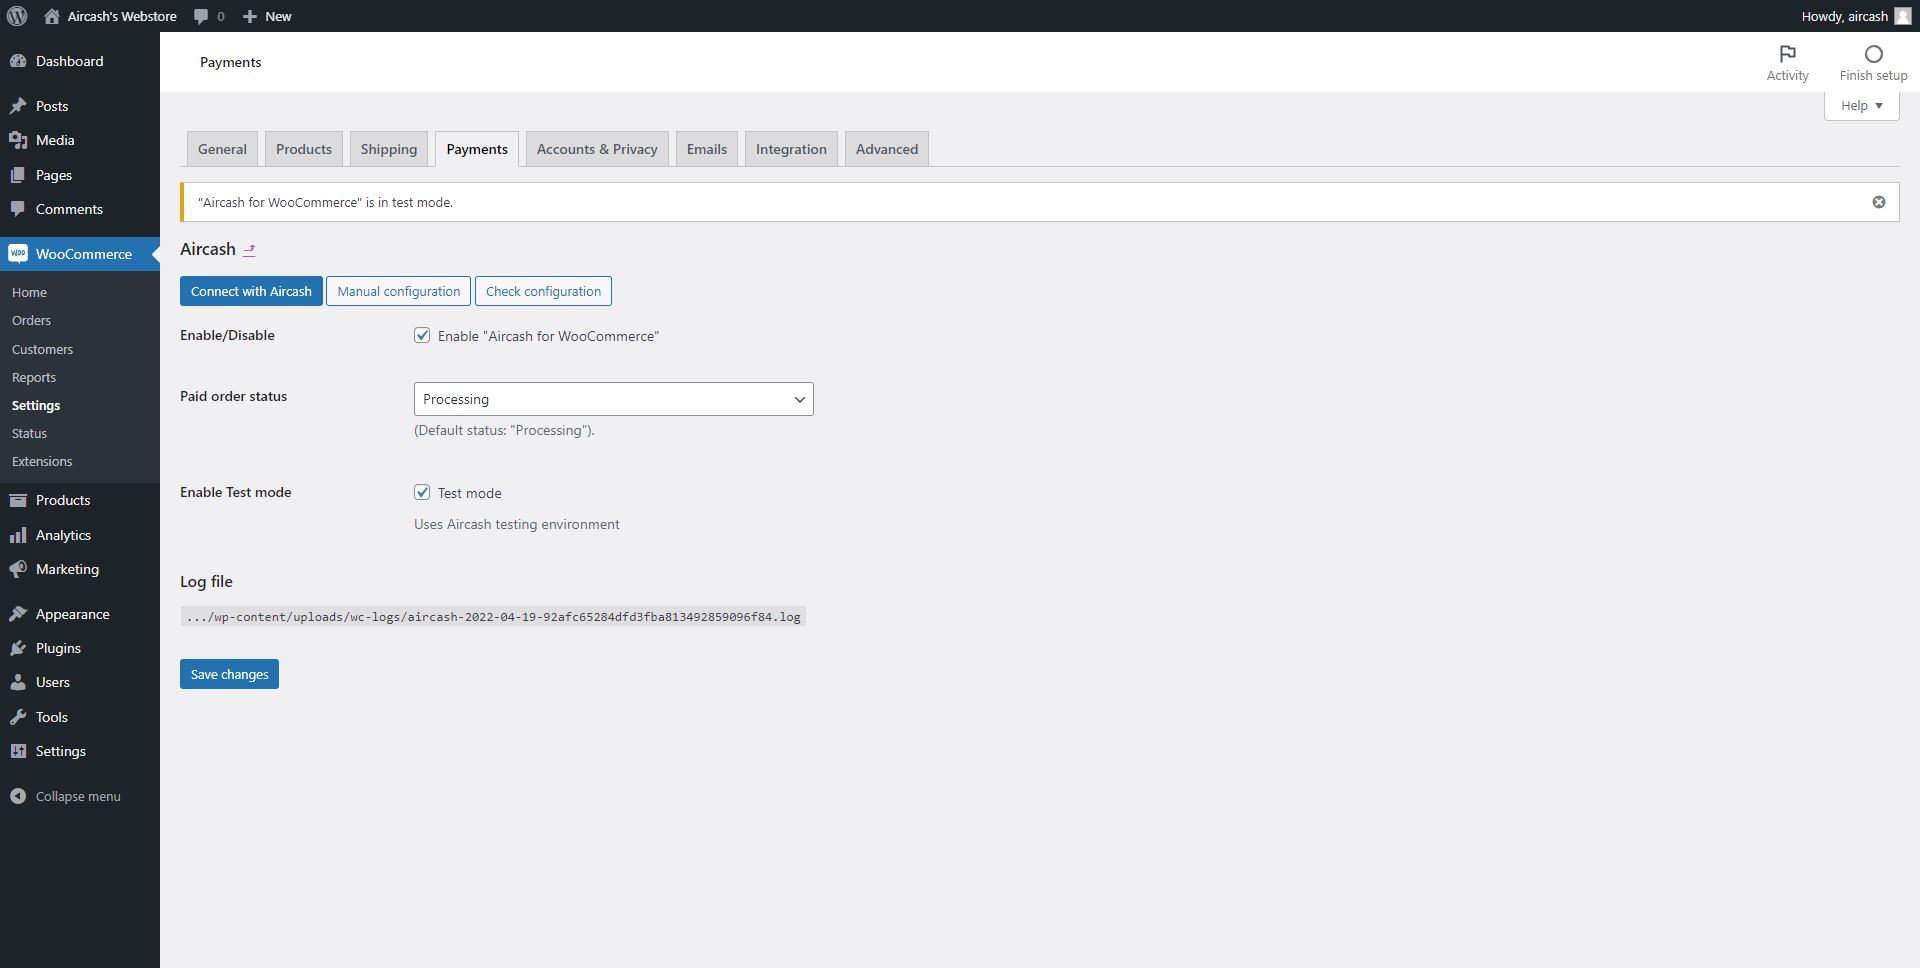 Aircash's Webstore 0 New Howdy, aircash
Dashboard
Posts
Media
Pages
Comments
WOO WooCommerce
Home
Orders
Customers
Reports
Settings
Status
Extensions
Products
Analytics
Marketing
Appearance
Plugins
Users
Tools
Settings
Collapse menu
Payments
Activity Finish setup
Help
General Products Shipping Payments Accounts & Privacy Emails Integration Advanced
"Aircash for WooCommerce" is in test mode.
Aircash
Connect with Aircash Manual configuration Check configuration
Enable/Disable Enable "Aircash for WooCommerce"
Paid order status Processing
(Default status: "Processing").
Enable Test mode Test mode
Uses Aircash testing environment
Log file
.../wp-content/uploads/wc-logs/aircash-2022-04-19-92afc65284dfd3fba813492859096f84.log
Save changes